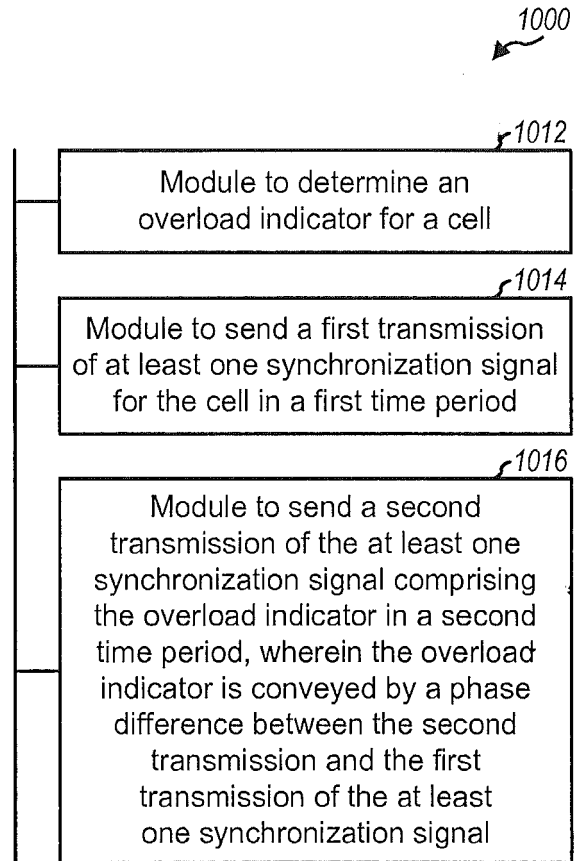 1000
1012
Module to determine an
overload indicator for a cell
1014
Module to send a first transmission
of at least one synchronization signal
for the cell in a first time period
1016
Module to send a second
transmission of the at least one
synchronization signal comprising
the overload indicator in a second
time period, wherein the overload
indicator is conveyed by a phase
difference between the second
transmission and the first
transmission of the at least
one synchronization signal